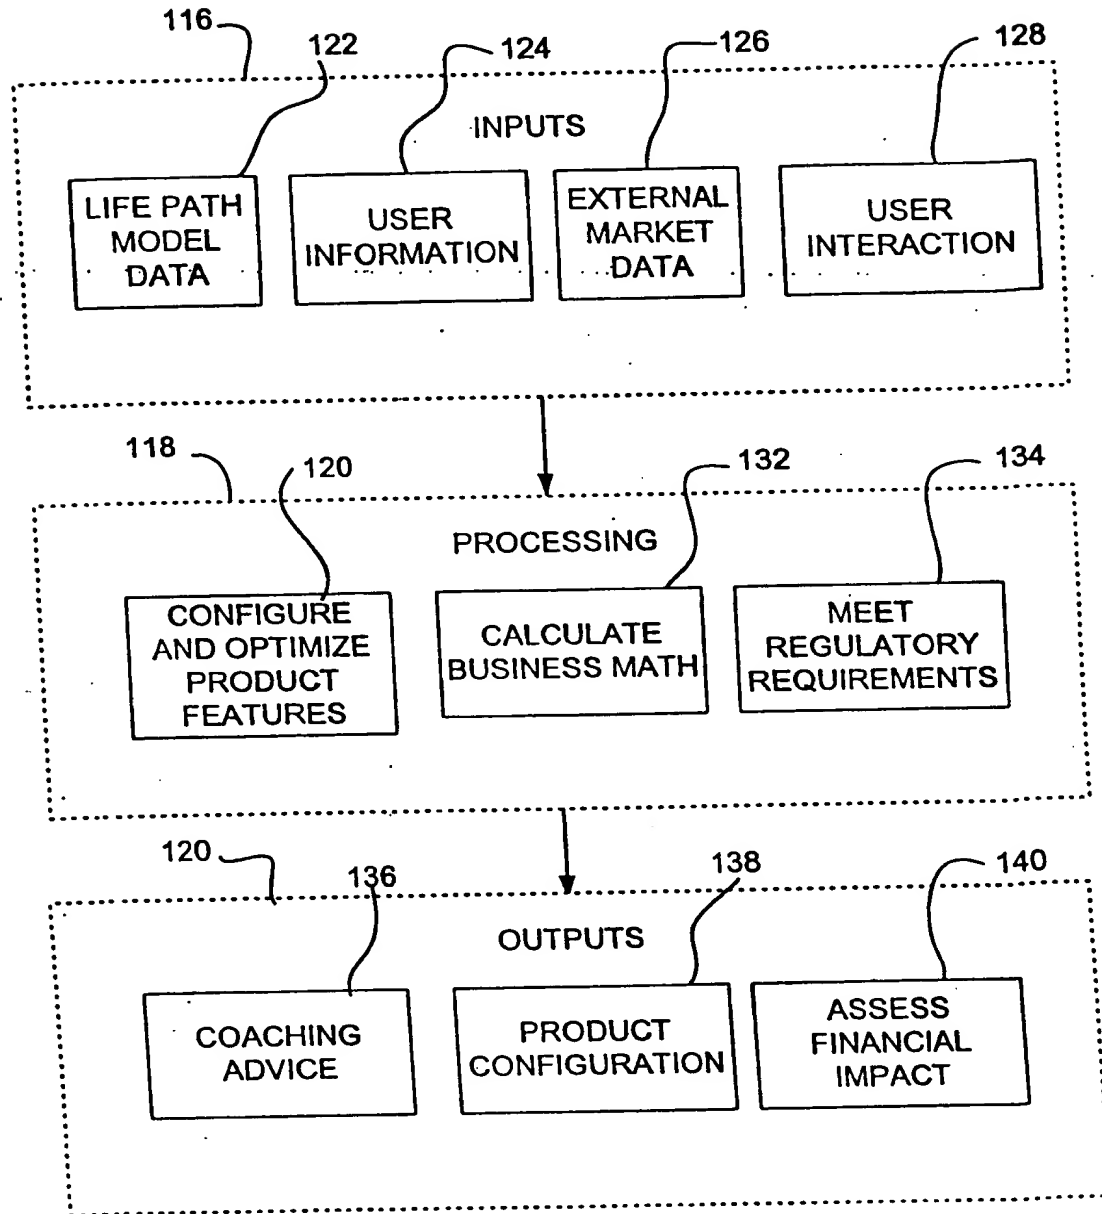 116
122
124
126
128
INPUTS
LIFE PATH
MODEL
DATA
USER
INFORMATION
EXTERNAL
MARKET
DATA
USER
INTERACTION
118
120
132
134
PROCESSING
CONFIGURE
AND OPTIMIZE
PRODUCT
FEATURES
CALCULATE
BUSINESS MATH
MEET
REGULATORY
REQUIREMENTS
120
136
138
140
OUTPUTS
COACHING
ADVICE
PRODUCT
CONFIGURATION
ASSESS
FINANCIAL
IMPACT